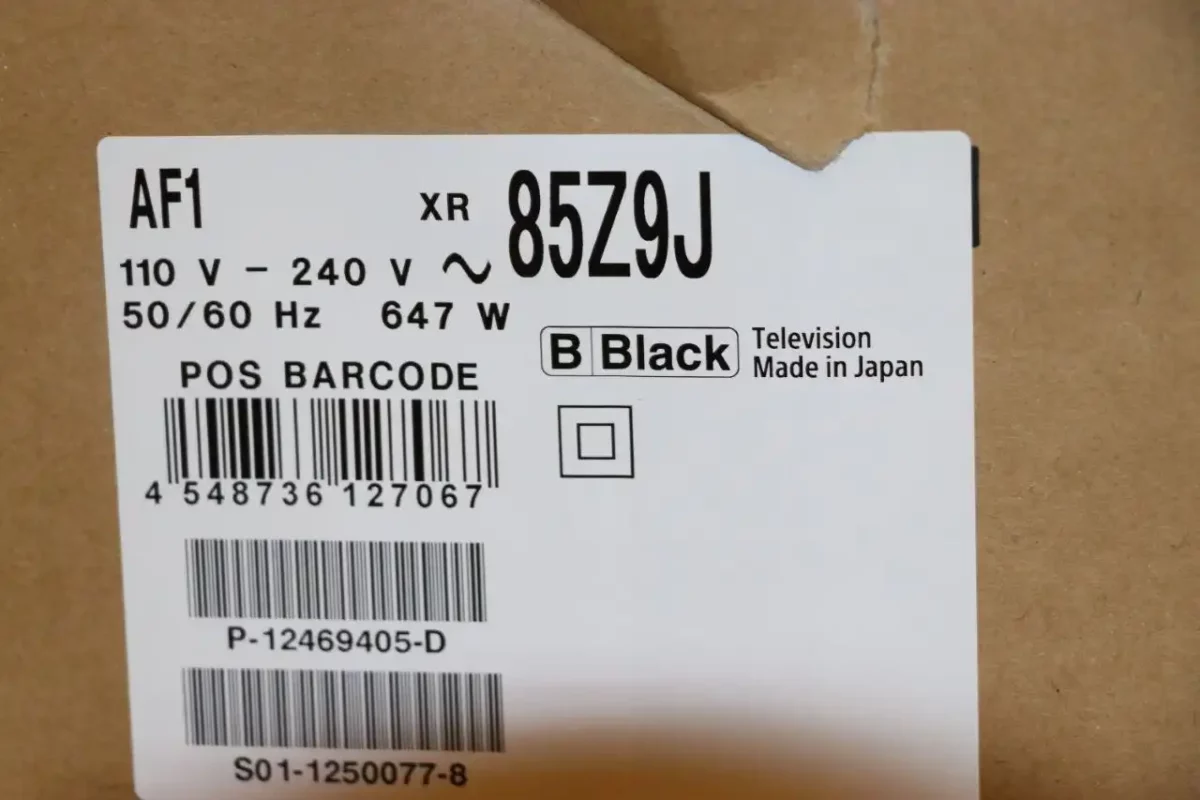 AF1
XR 85Z9J
110 V – 240 V ~
50/60 Hz 647 W
B Black
Television
Made in Japan
POS BARCODE
4 548736 127067
P-12469405-D
S01-1250077-8